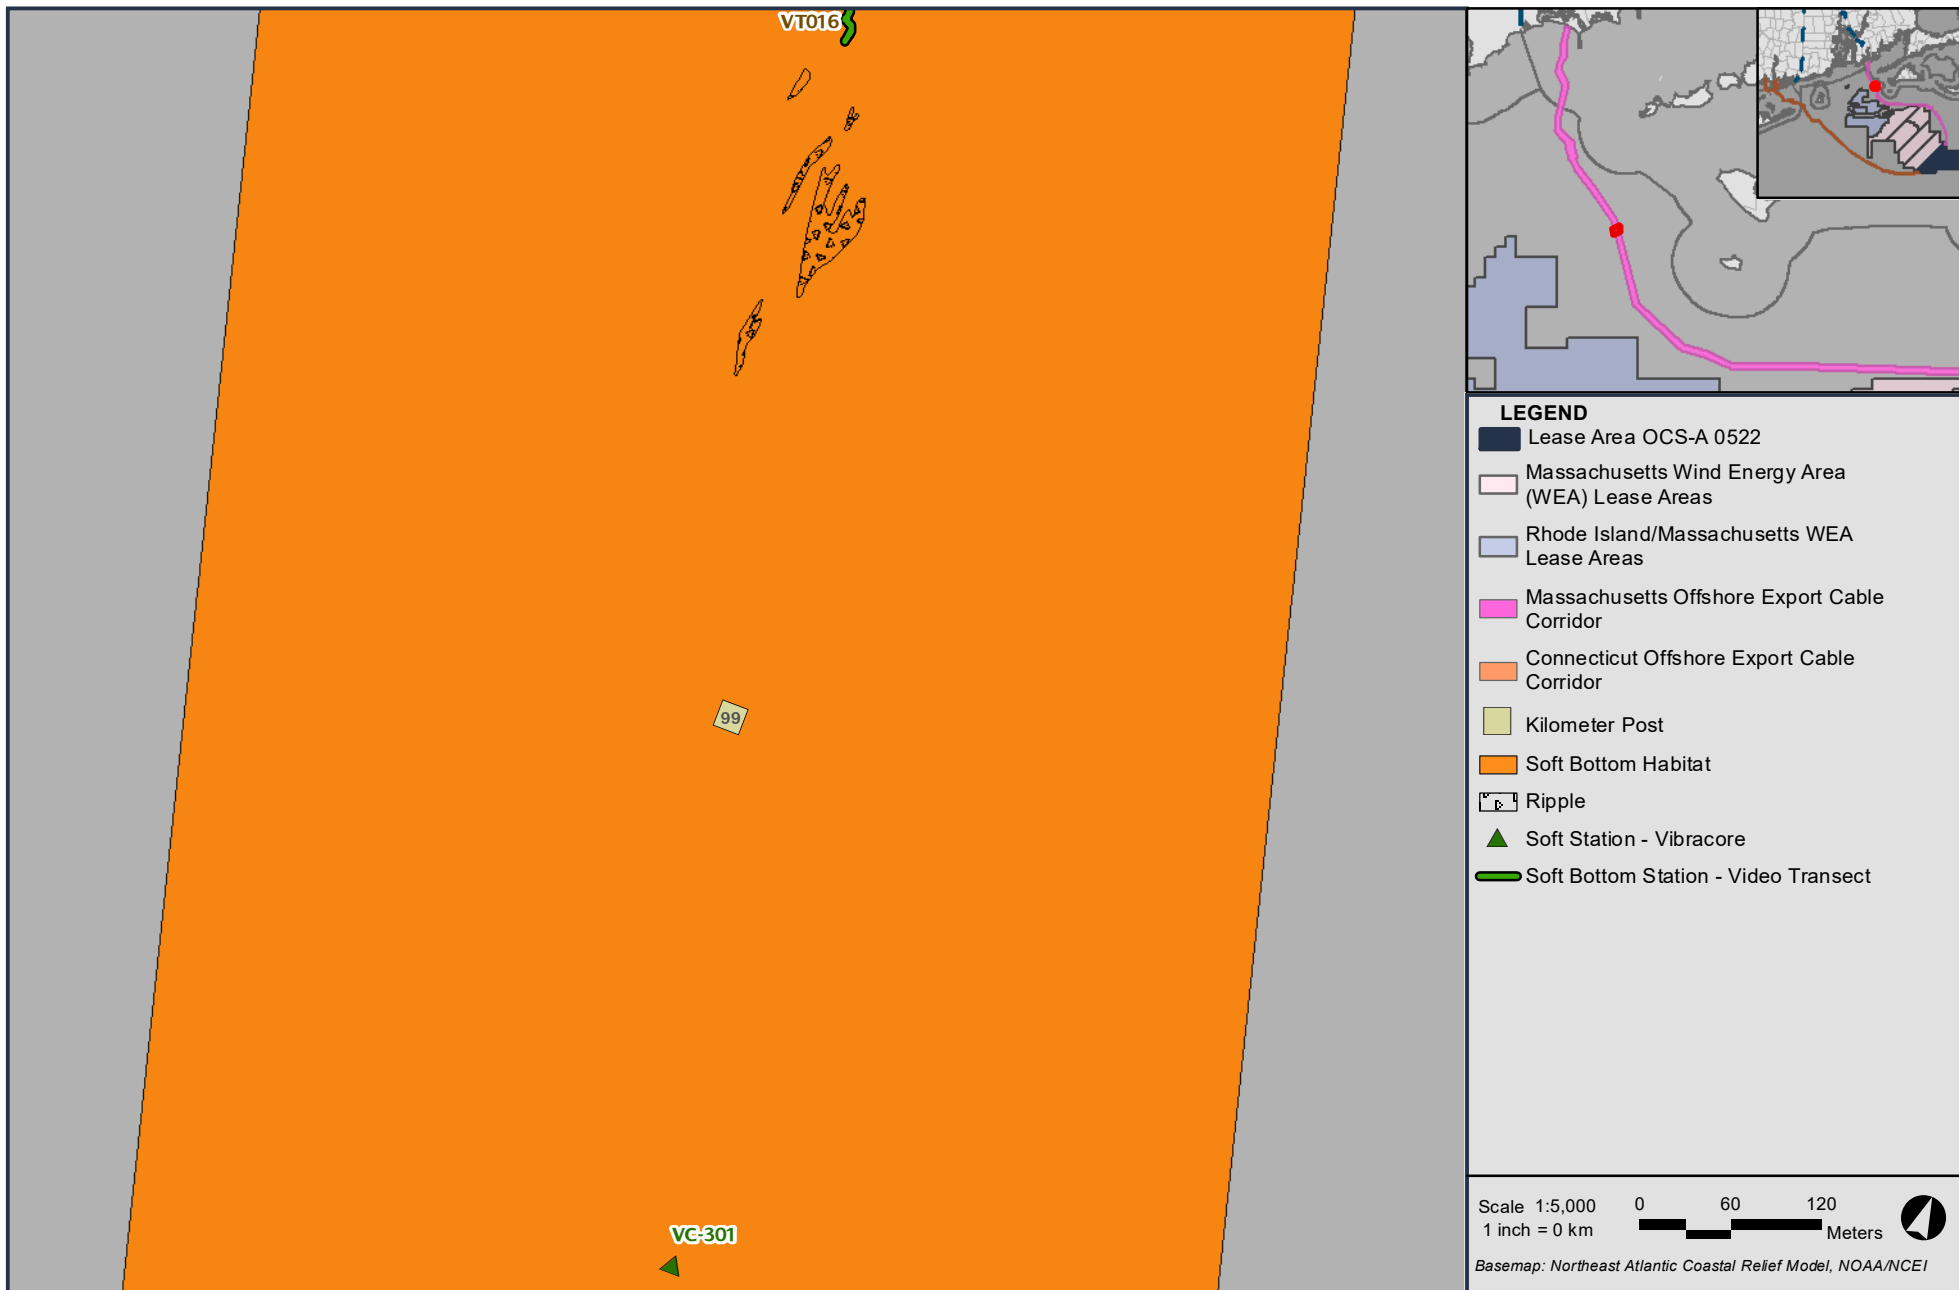 VT016
99
VC-301
LEGEND
Lease Area OCS-A 0522
Massachusetts Wind Energy Area
(WEA) Lease Areas
Rhode Island/Massachusetts WEA
Lease Areas
Massachusetts Offshore Export Cable
Corridor
Connecticut Offshore Export Cable
Corridor
Kilometer Post
Soft Bottom Habitat
Ripple
Soft Station - Vibracore
Soft Bottom Station - Video Transect
Scale 1:5,000
1 inch = 0 km
0 60 120
Meters
Basemap: Northeast Atlantic Coastal Relief Model, NOAA/NCEI